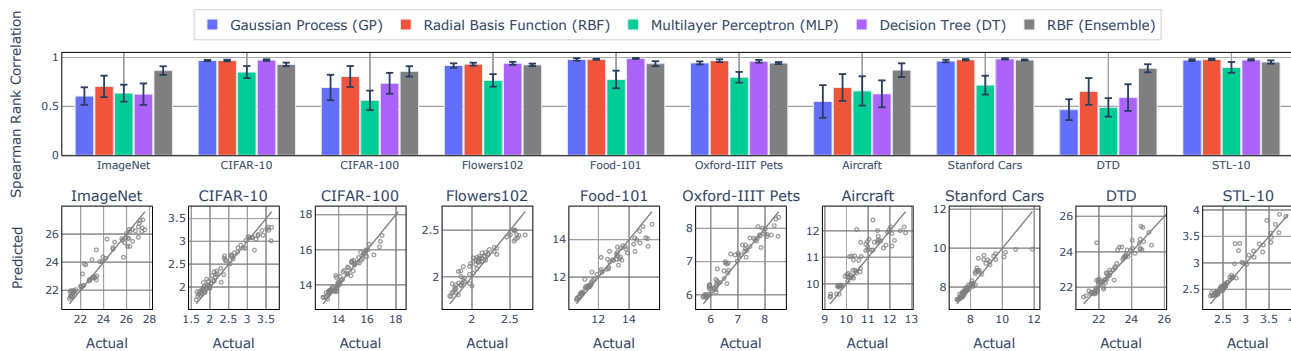 Gaussian Process (GP) Radial Basis Function (RBF) Multilayer Perceptron (MLP) Decision Tree (DT) RBF (Ensemble)
Spearman Rank Correlation
1
0.5
0
ImageNet CIFAR-10 CIFAR-100 Flowers102 Food-101 Oxford-IIIT Pets Aircraft Stanford Cars DTD STL-10
ImageNet CIFAR-10 CIFAR-100 Flowers102 Food-101 Oxford-IIIT Pets Aircraft Stanford Cars DTD STL-10
Predicted
26 24 22
3.5 3 2.5 2
18 16 14
2.5 2
14 12
8 7 6
12 11 10
12 10 8
26 24 22
4 3.5 3 2.5
22 24 26 28 1.5 2 2.5 3 3.5 14 16 18 2 2.5 12 14 6 7 8 9 10 11 12 13 8 10 12 22 24 26 2.5 3 3.5 4
Actual Actual Actual Actual Actual Actual Actual Actual Actual Actual